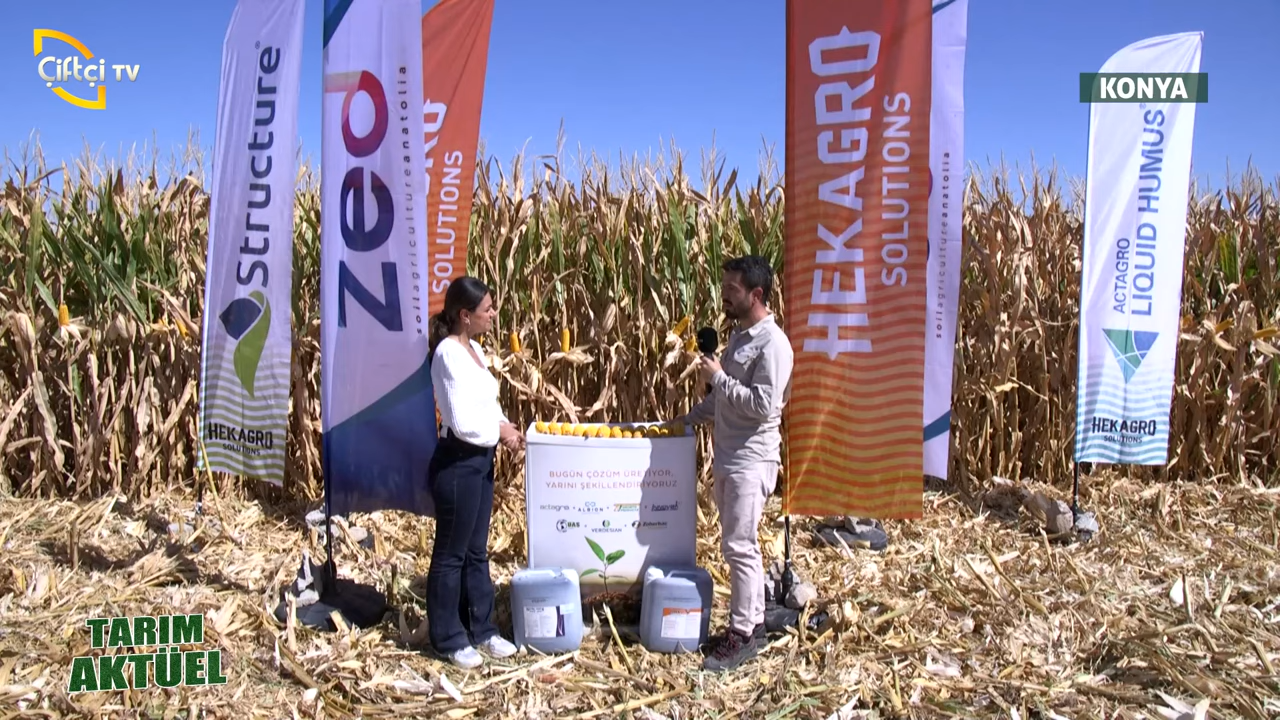 Çiftçi TV
KONYA
Structure®
HEKAGRO
SOLUTIONS
zed
soilagricultureanatolia
SOLUTIONS
HEKAGRO
SOLUTIONS
soilagricultureanatolia
ACTAGRO
LIQUID HUMUS®
HEKAGRO
SOLUTIONS
BUGÜN ÇÖZÜM ÜRETİYOR,
YARINI ŞEKİLLENDİRİYORUZ
actagro
ALBION
VERDESIAN
TARIM
AKTÜEL